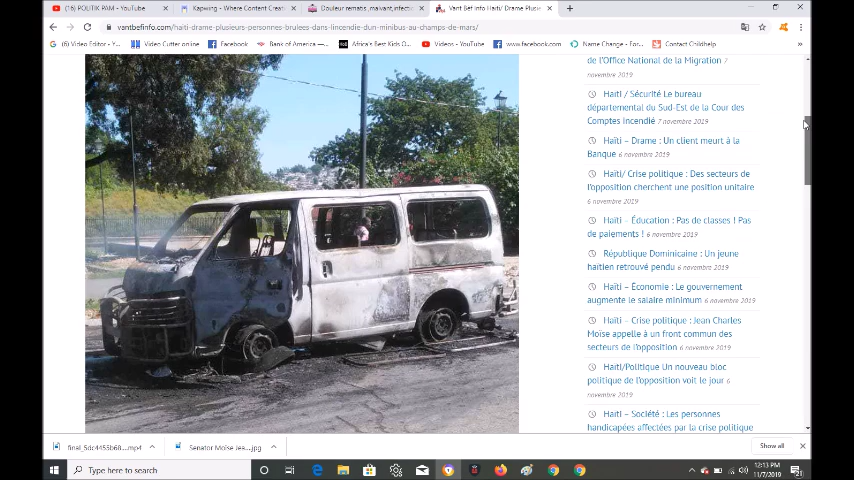 (6) POLITIK PAM - YouTube
Kapwing - Where Content Creati
Douleur rematis ,malvant,infecti
Vant Bèf Info Haïti/ Drame Plusie
vantbefinfo.com/haiti-drame-plusieurs-personnes-brulees-dans-lincendie-dun-minibus-au-champs-de-mars/
(6) Video Editor - Y...
Video Cutter online
Facebook
Bank of America —...
Africa's Best Kids O...
Videos - YouTube
www.facebook.com
Name Change - For...
Contact Childhelp
de l'Office National de la Migration 7
novembre 2019
Haïti / Sécurité Le bureau
départemental du Sud-Est de la Cour des
Comptes incendié 7 novembre 2019
Haïti – Drame : Un client meurt à la
Banque 6 novembre 2019
Haïti/ Crise politique : Des secteurs de
l'opposition cherchent une position unitaire
6 novembre 2019
Haïti - Éducation : Pas de classes ! Pas
de paiements ! 6 novembre 2019
République Dominicaine : Un jeune
haïtien retrouvé pendu 6 novembre 2019
Haïti – Économie : Le gouvernement
augmente le salaire minimum 6 novembre 2019
Haïti – Crise politique : Jean Charles
Moïse appelle à un front commun des
secteurs de l'opposition 6 novembre 2019
Haïti/Politique Un nouveau bloc
politique de l'opposition voit le jour 6
novembre 2019
Haïti – Société : Les personnes
handicapées affectées par la crise politique
final_5dc4455b68....mp4
Senator Moïse Jea....jpg
Show all
Type here to search
12:13 PM
11/7/2019